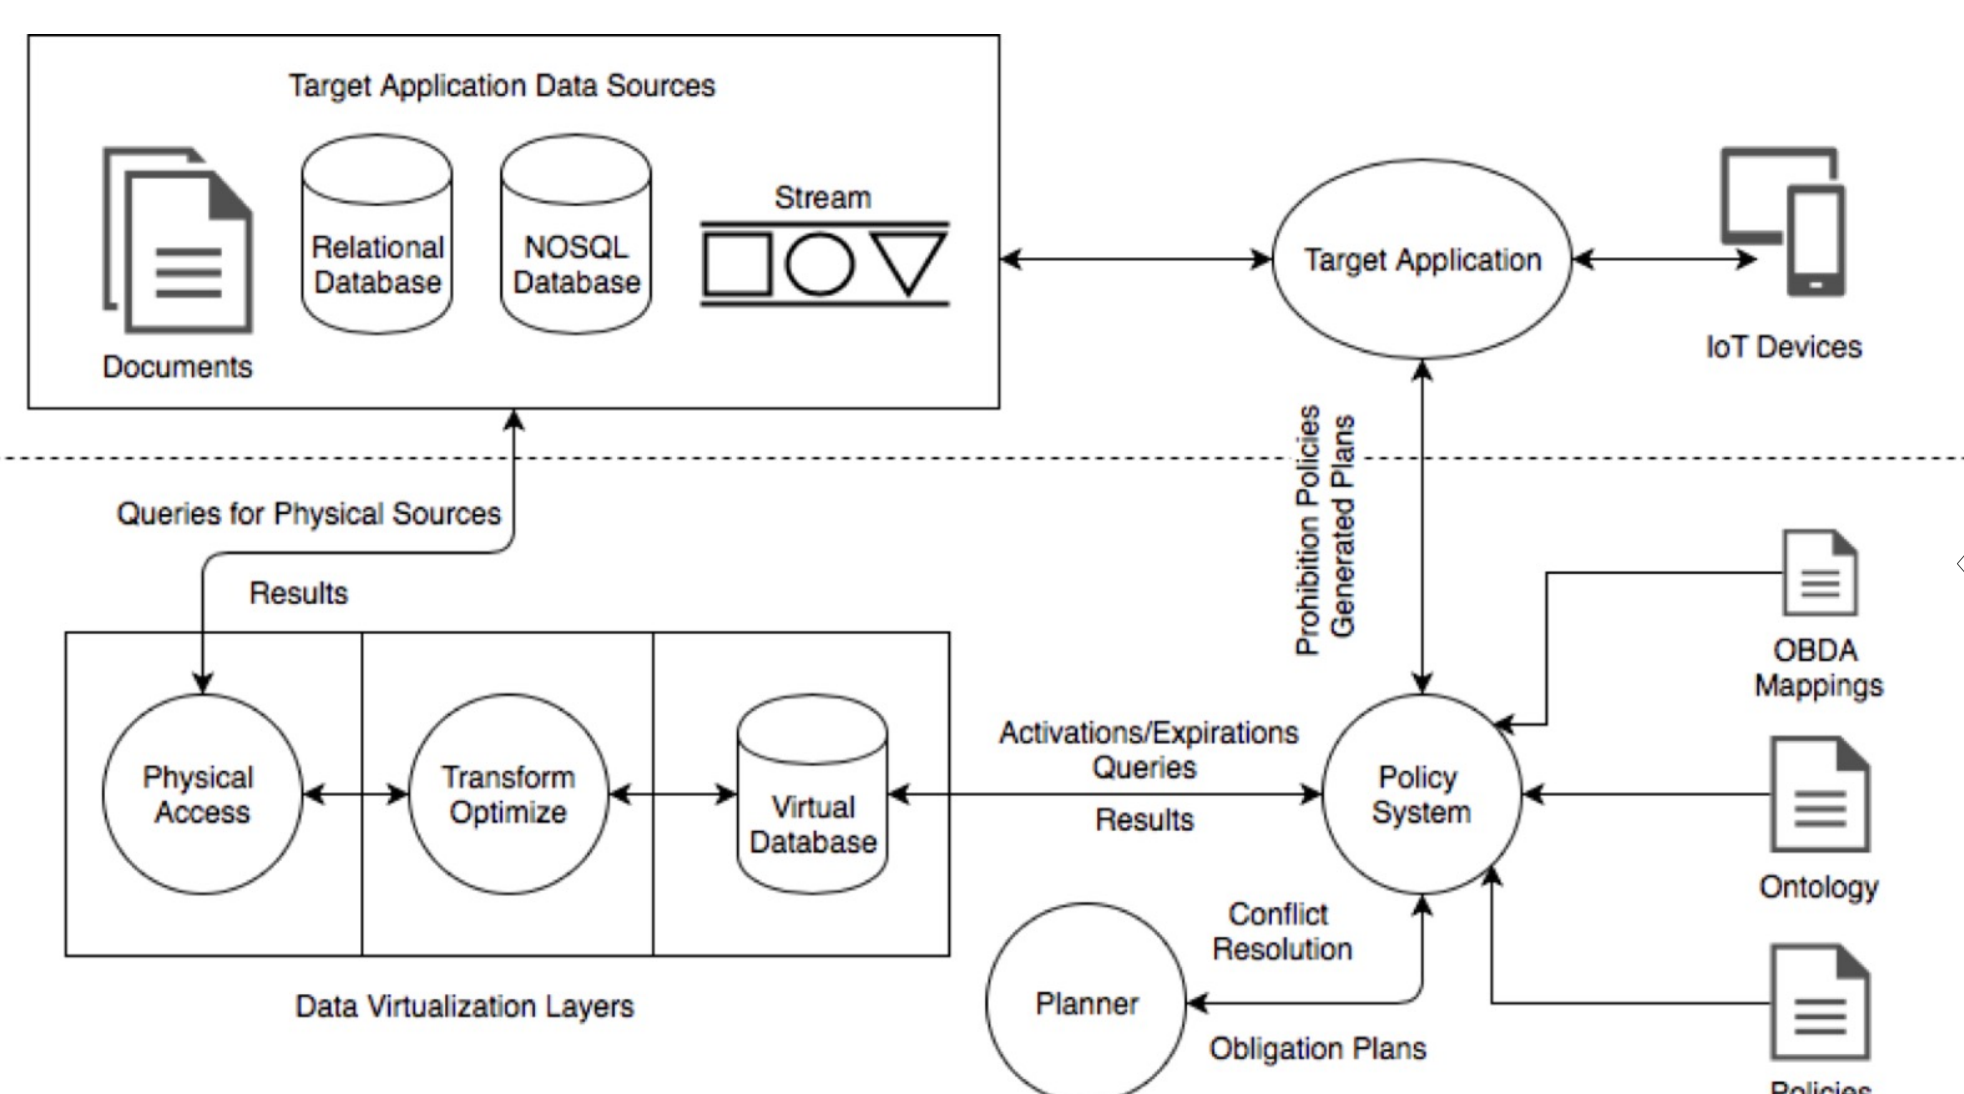 Target Application Data Sources
Stream
Relational
Database
NOSQL
Database
Documents
Target Application
IoT Devices
Prohibition Policies
Generated Plans
Queries for Physical Sources
Results
OBDA
Mappings
Physical
Access
Transform
Optimize
Virtual
Database
Activations/Expirations
Queries
Results
Policy
System
Ontology
Data Virtualization Layers
Conflict
Resolution
Planner
Obligation Plans
Policies